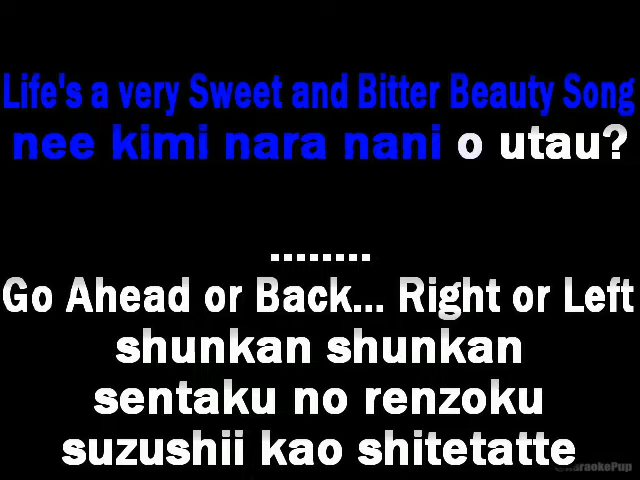 Life's a very Sweet and Bitter Beauty Song
nee kimi nara nani o utau?
........
Go Ahead or Back... Right or Left
shunkan shunkan
sentaku no renzoku
suzushii kao shitetatte
@KaraokePup